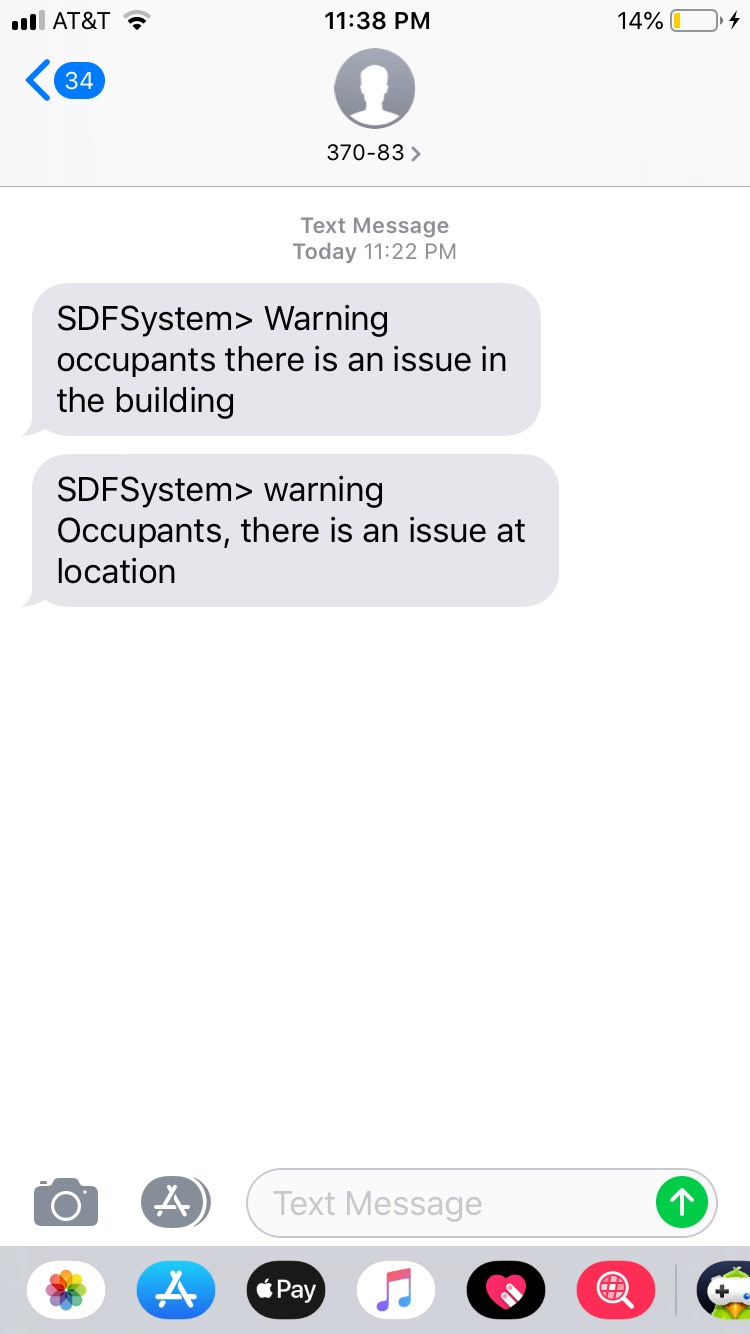 AT&T 11:38 PM 14%
34
370-83
Text Message
Today 11:22 PM
SDFSystem> Warning
occupants there is an issue in
the building
SDFSystem> warning
Occupants, there is an issue at
location
Text Message
Pay